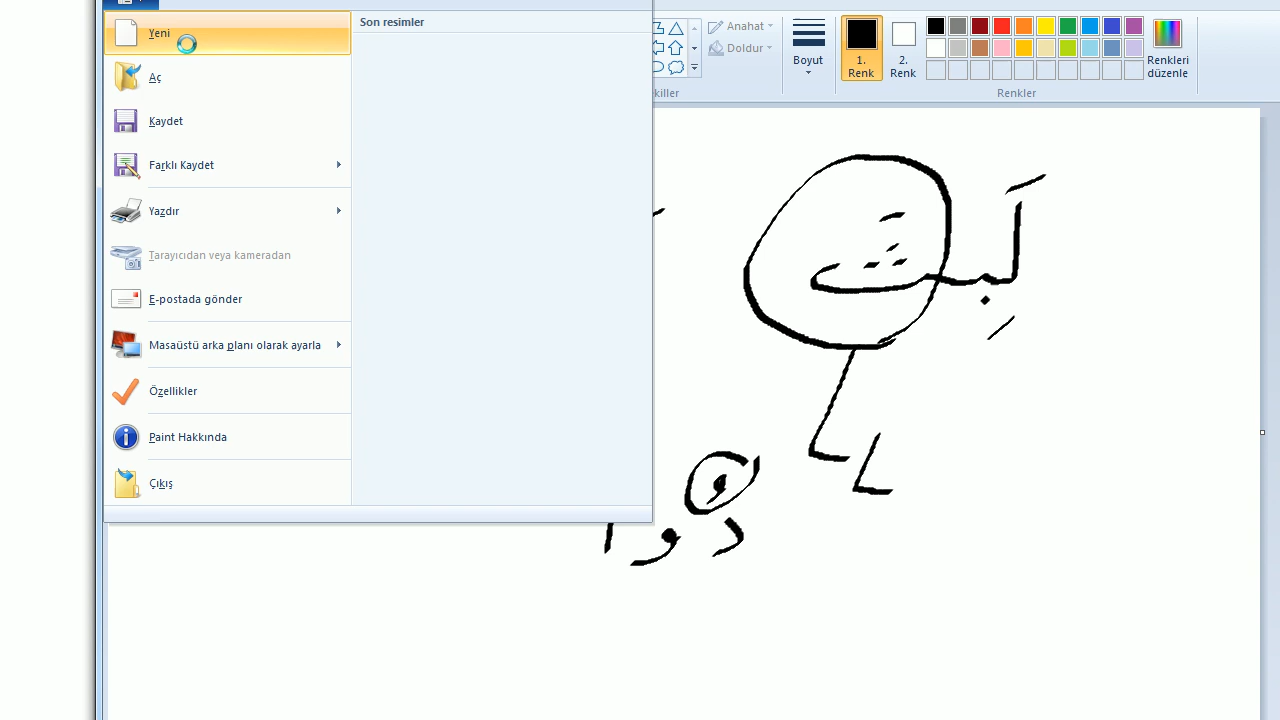 Yeni
Aç
Kaydet
Farklı Kaydet
Yazdır
Tarayıcıdan veya kameradan
E-postada gönder
Masaüstü arka planı olarak ayarla
Özellikler
Paint Hakkında
Çıkış
Son resimler
Anahat
Doldur
killer
Boyut
1. Renk
2. Renk
Renkleri düzenle
Renkler